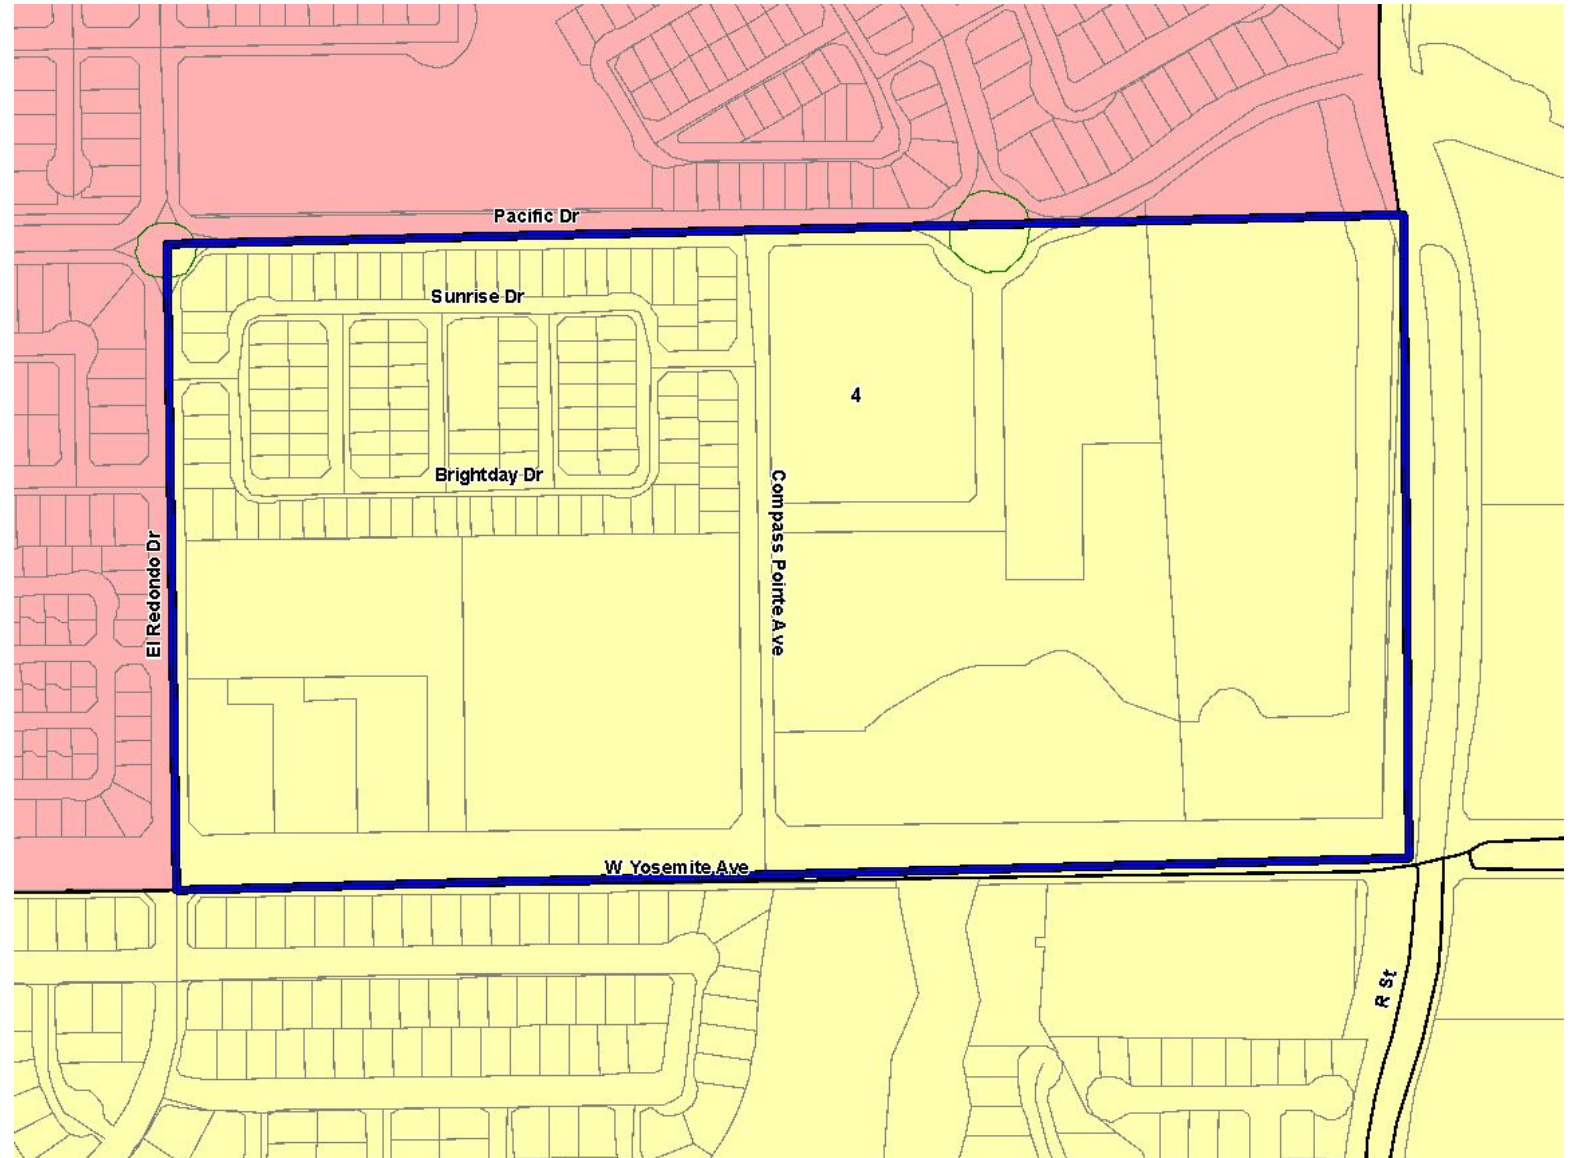 Pacific Dr
Sunrise Dr
4
Brightday Dr
Compass Pointe Ave
El Redondo Dr
W Yosemite Ave
R St